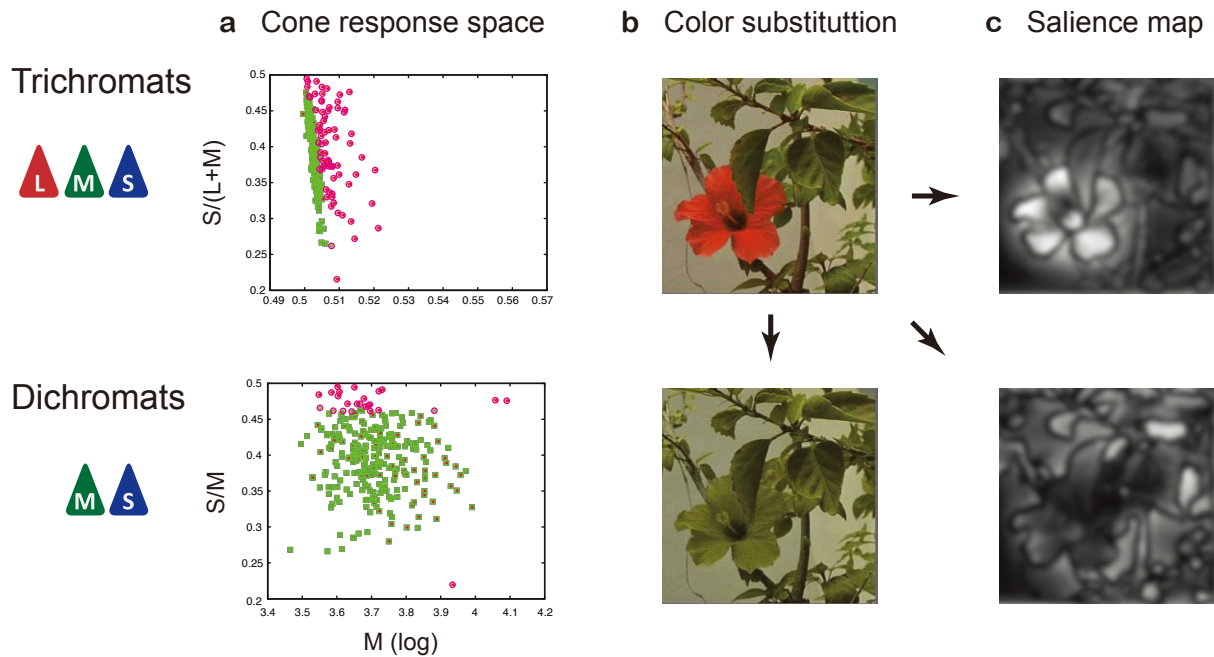 a Cone response space
b Color substituttion
c Salience map
Trichromats
L M S
S/(L+M)
0.5
0.45
0.4
0.35
0.3
0.25
0.2
0.49 0.5 0.51 0.52 0.53 0.54 0.55 0.56 0.57
Dichromats
M S
S/M
0.5
0.45
0.4
0.35
0.3
0.25
0.2
3.4 3.5 3.6 3.7 3.8 3.9 4 4.1 4.2
M (log)